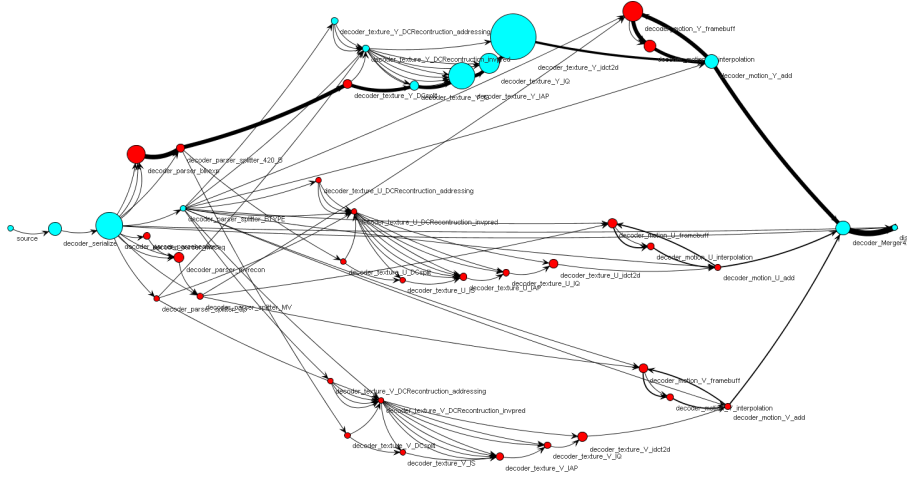 decoder_texture_Y_DCRecontruction_addressing
decoder_motion_Y_framebuff
decoder_texture_Y_DCRecontruction_invpred
decoder_texture_Y_idct2d
decoder_motion_Y_add
decoder_texture_Y_IQ
decoder_texture_Y_IAP
decoder_parser_splitter_420_B
decoder_parser_blkexp
decoder_texture_U_DCRecontruction_addressing
decoder_parser_splitter_BTYPE
decoder_texture_U_DCRecontruction_invpred
decoder_motion_U_framebuff
source
decoder_serialize
decoder_motion_U_interpolation
decoder_parser_mvrecon
decoder_texture_U_DCsplit
decoder_texture_U_idct2d
decoder_motion_U_add
decoder_texture_U_IQ
decoder_texture_U_IS
decoder_texture_U_IAP
decoder_parser_splitter_MV
decoder_motion_V_framebuff
decoder_texture_V_DCRecontruction_addressing
decoder_texture_V_DCRecontruction_invpred
decoder_motion_V_interpolation
decoder_motion_V_add
decoder_texture_V_DCsplit
decoder_texture_V_idct2d
decoder_texture_V_IQ
decoder_texture_V_IS
decoder_texture_V_IAP